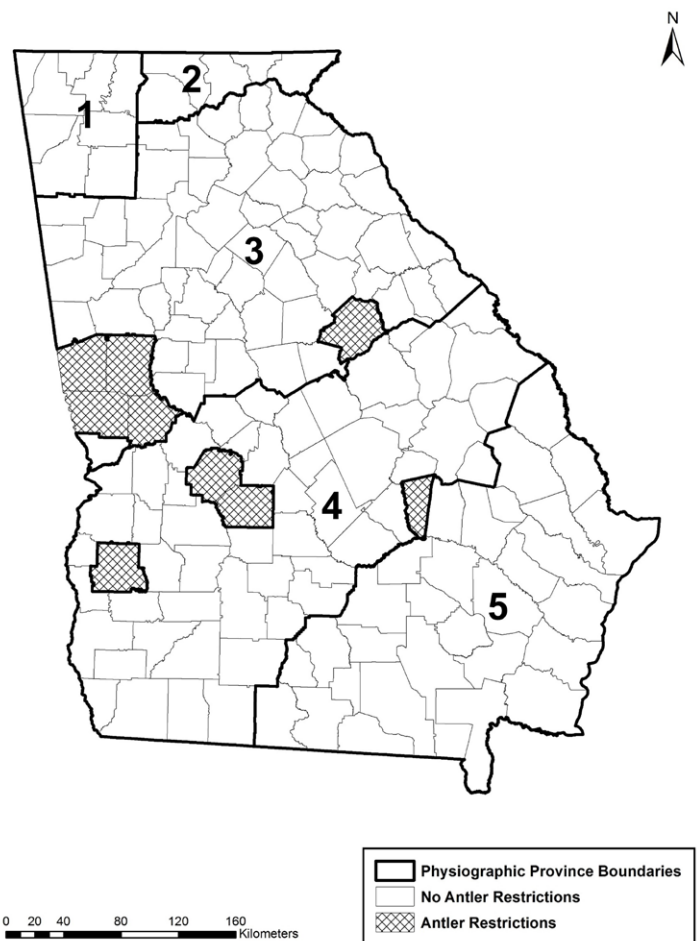 N
2
1
3
4
5
Physiographic Province Boundaries
No Antler Restrictions
Antler Restrictions
0 20 40 80 120 160
Kilometers